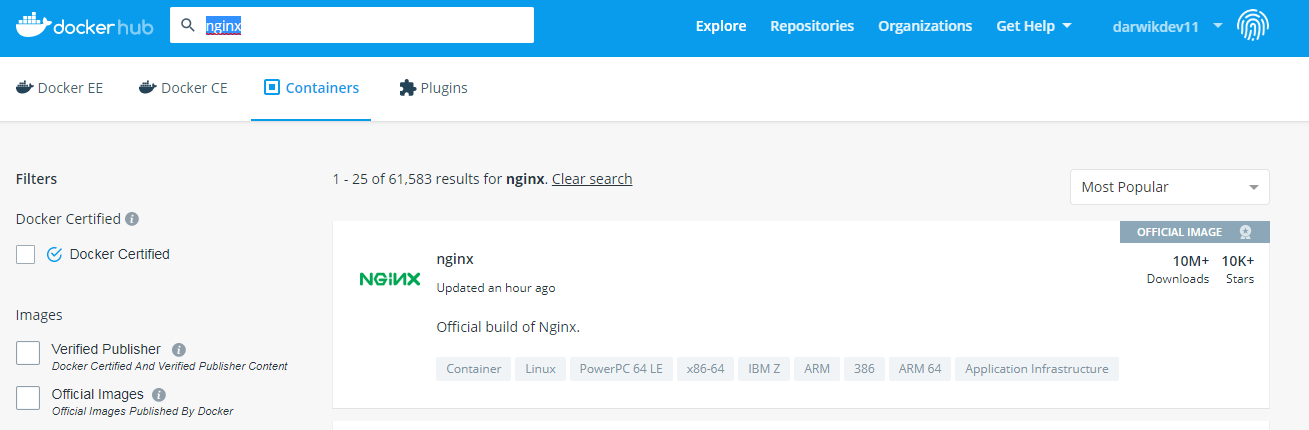 dockerhub nginx Explore Repositories Organizations Get Help darwikdev11
Docker EE Docker CE Containers Plugins
Filters
1 - 25 of 61,583 results for nginx. Clear search
Most Popular
Docker Certified
Docker Certified
Images
Verified Publisher
Docker Certified And Verified Publisher Content
Official Images
Official Images Published By Docker
OFFICIAL IMAGE
NGINX
nginx
Updated an hour ago
10M+ 10K+
Downloads Stars
Official build of Nginx.
Container Linux PowerPC 64 LE x86-64 IBM Z ARM 386 ARM 64 Application Infrastructure